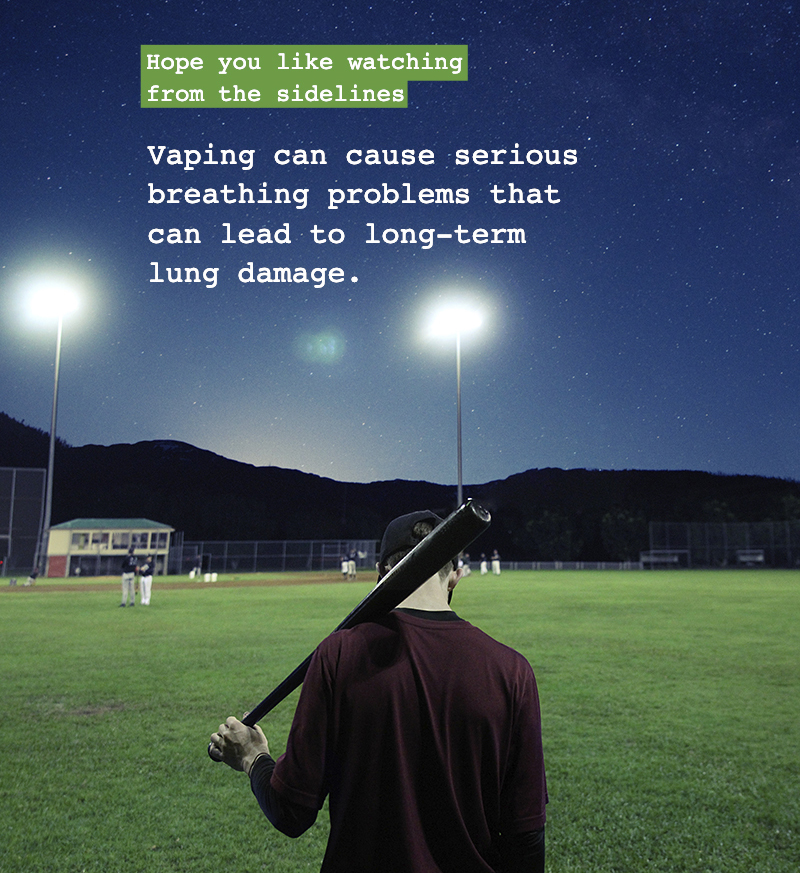 Hope you like watching
from the sidelines
Vaping can cause serious
breathing problems that
can lead to long-term
lung damage.